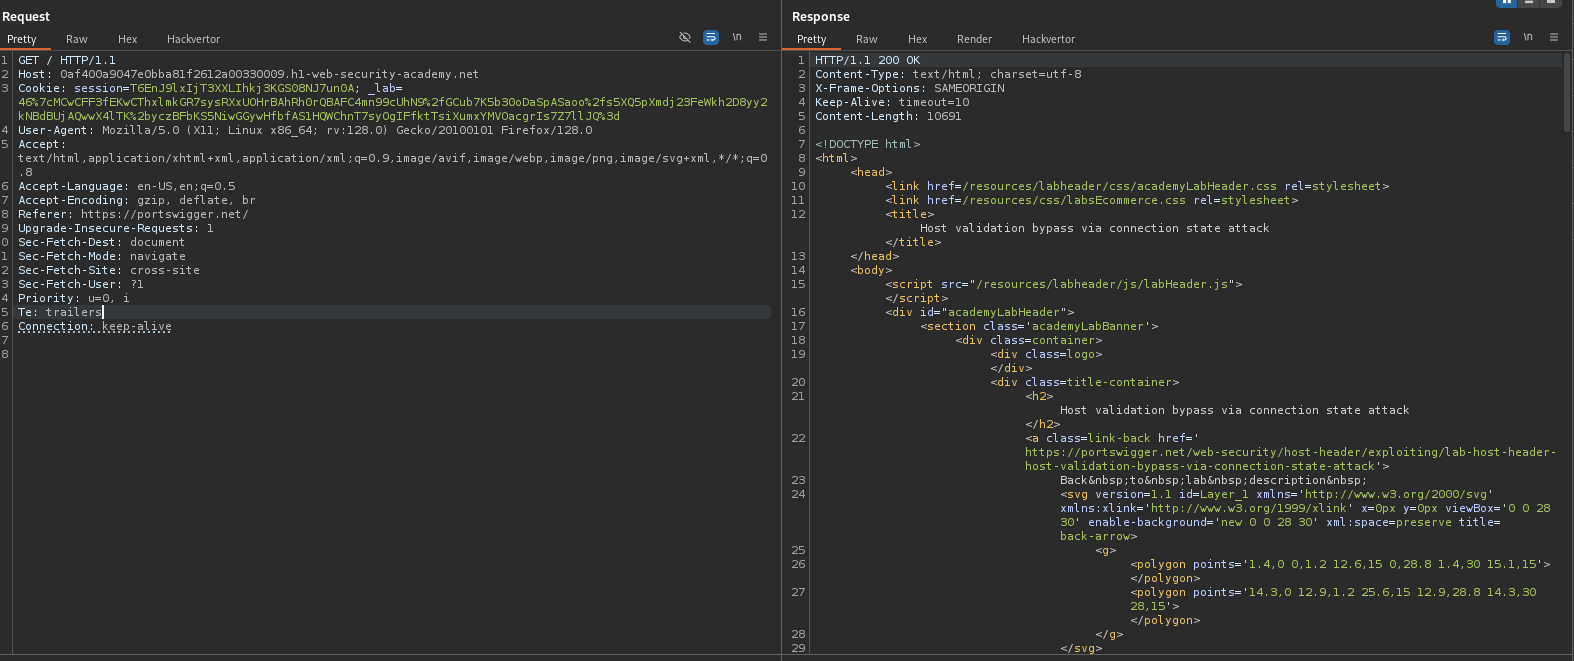 Request
Pretty Raw Hex Hackvertor
1 GET / HTTP/1.1
2 Host: 0af400a9047e0bba81f2612a00330009.h1-web-security-academy.net
3 Cookie: session=T6EnJ9lxIjT3XXLIhkj3KGS08NJ7un0A; _lab=
46%7cMCwCFF3fEKwCThxlmkGR7sysRXxUOHrBAhRh0rQBAFC4mn99cUhN9%2fGCub7K5b30oDaSpASaoo%2fs5XQ5pXmdj23FeWkh2D8yy2
kNBdBUjAQwwX4lTK%2byczBFbKS5NiwGGywHfbfAS1HQWChnT7sy0gIFfktTsiXumxYMVOacgrIs7Z7llJQ%3d
4 User-Agent: Mozilla/5.0 (X11; Linux x86_64; rv:128.0) Gecko/20100101 Firefox/128.0
5 Accept:
text/html,application/xhtml+xml,application/xml;q=0.9,image/avif,image/webp,image/png,image/svg+xml,*/*;q=0
.8
6 Accept-Language: en-US,en;q=0.5
7 Accept-Encoding: gzip, deflate, br
8 Referer: https://portswigger.net/
9 Upgrade-Insecure-Requests: 1
0 Sec-Fetch-Dest: document
1 Sec-Fetch-Mode: navigate
2 Sec-Fetch-Site: cross-site
3 Sec-Fetch-User: ?1
4 Priority: u=0, i
5 Te: trailers
6 Connection: keep-alive
7
8
Response
Pretty Raw Hex Render Hackvertor
1 HTTP/1.1 200 OK
2 Content-Type: text/html; charset=utf-8
3 X-Frame-Options: SAMEORIGIN
4 Keep-Alive: timeout=10
5 Content-Length: 10691
6
7 <!DOCTYPE html>
8 <html>
9 <head>
10 <link href=/resources/labheader/css/academyLabHeader.css rel=stylesheet>
11 <link href=/resources/css/labsEcommerce.css rel=stylesheet>
12 <title>
Host validation bypass via connection state attack
</title>
13 </head>
14 <body>
15 <script src="/resources/labheader/js/labHeader.js">
</script>
16 <div id="academyLabHeader">
17 <section class='academyLabBanner'>
18 <div class=container>
19 <div class=logo>
</div>
20 <div class=title-container>
21 <h2>
Host validation bypass via connection state attack
</h2>
22 <a class=link-back href='
https://portswigger.net/web-security/host-header/exploiting/lab-host-header-
host-validation-bypass-via-connection-state-attack'>
23 Back&nbsp;to&nbsp;lab&nbsp;description&nbsp;
24 <svg version=1.1 id=Layer_1 xmlns='http://www.w3.org/2000/svg'
xmlns:xlink='http://www.w3.org/1999/xlink' x=0px y=0px viewBox='0 0 28
30' enable-background='new 0 0 28 30' xml:space=preserve title=
back-arrow>
25 <g>
26 <polygon points='1.4,0 0,1.2 12.6,15 0,28.8 1.4,30 15.1,15'>
</polygon>
27 <polygon points='14.3,0 12.9,1.2 25.6,15 12.9,28.8 14.3,30
28,15'>
</polygon>
28 </g>
29 </svg>